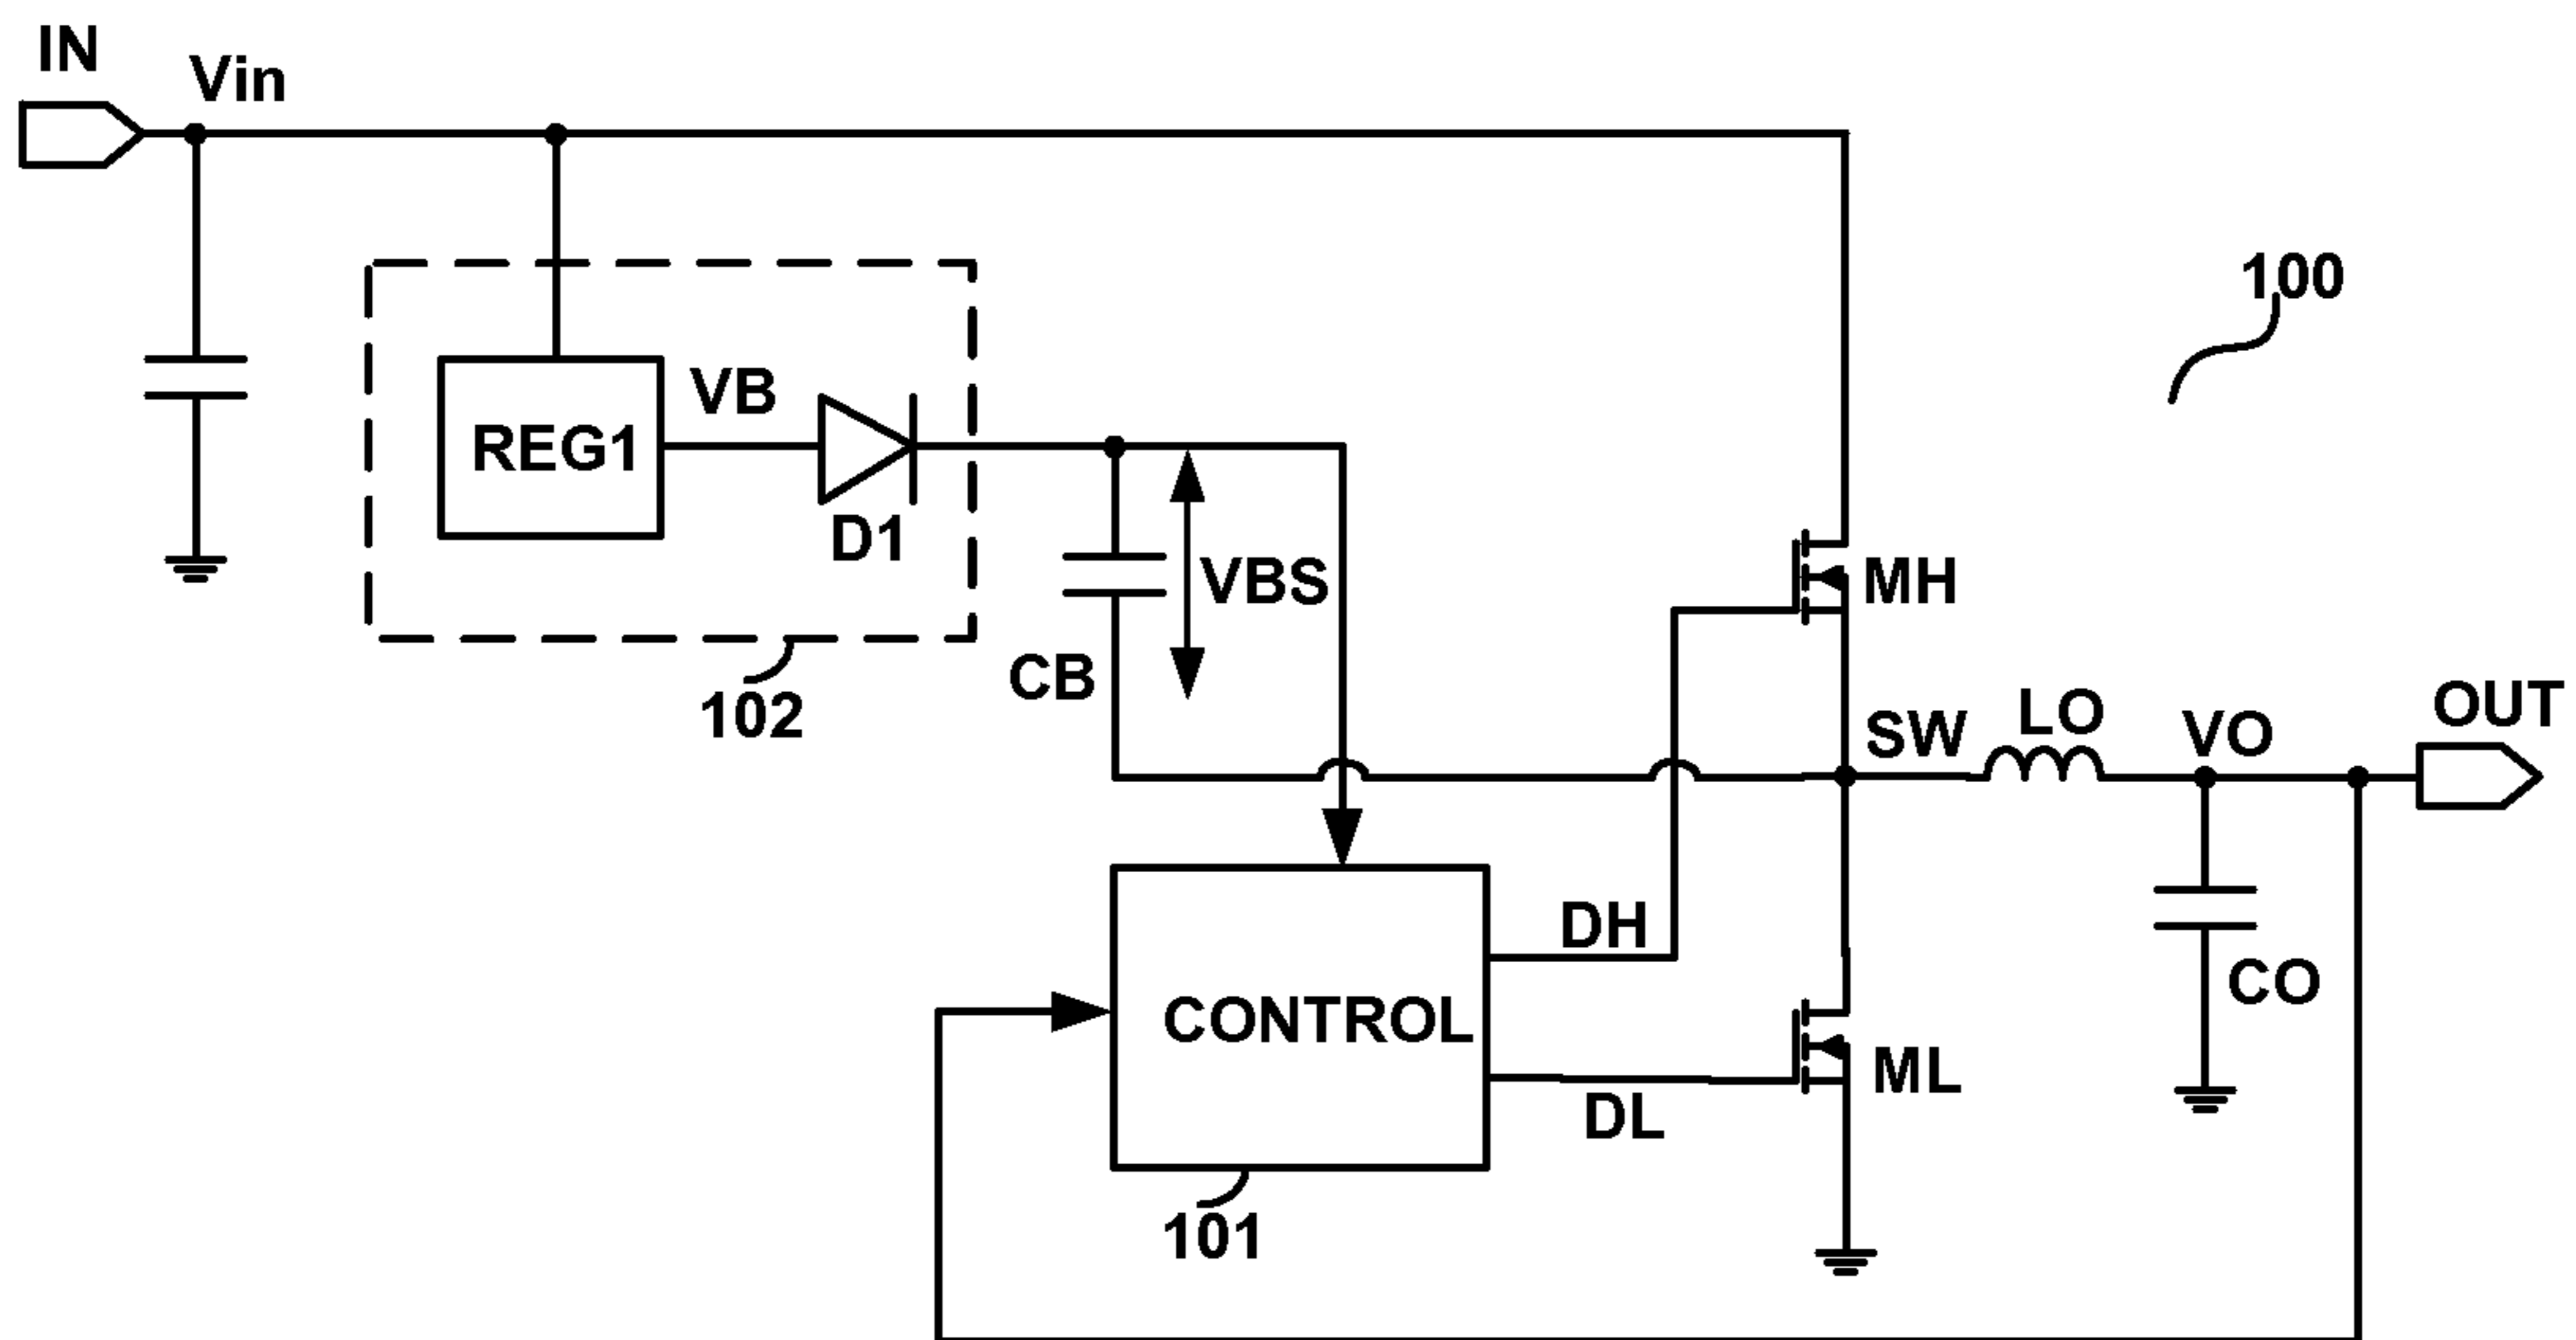 IN
Vin
100
VB
REG1
D1
VBS
MH
CB
102
SW
LO
VO
OUT
DH
CO
CONTROL
ML
DL
101